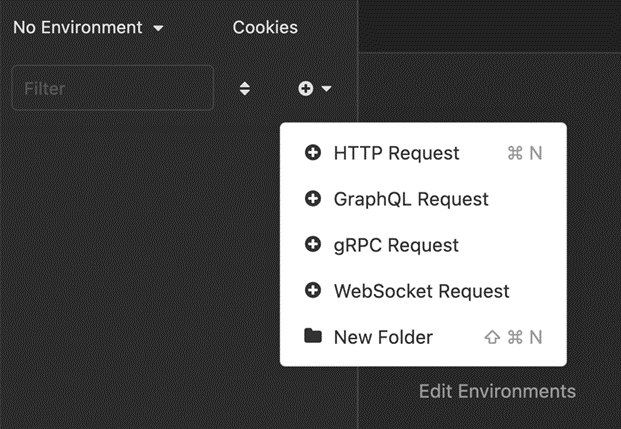 No Environment Cookies
Filter
HTTP Request ⌘ N
GraphQL Request
gRPC Request
WebSocket Request
New Folder ⇧ ⌘ N
Edit Environments